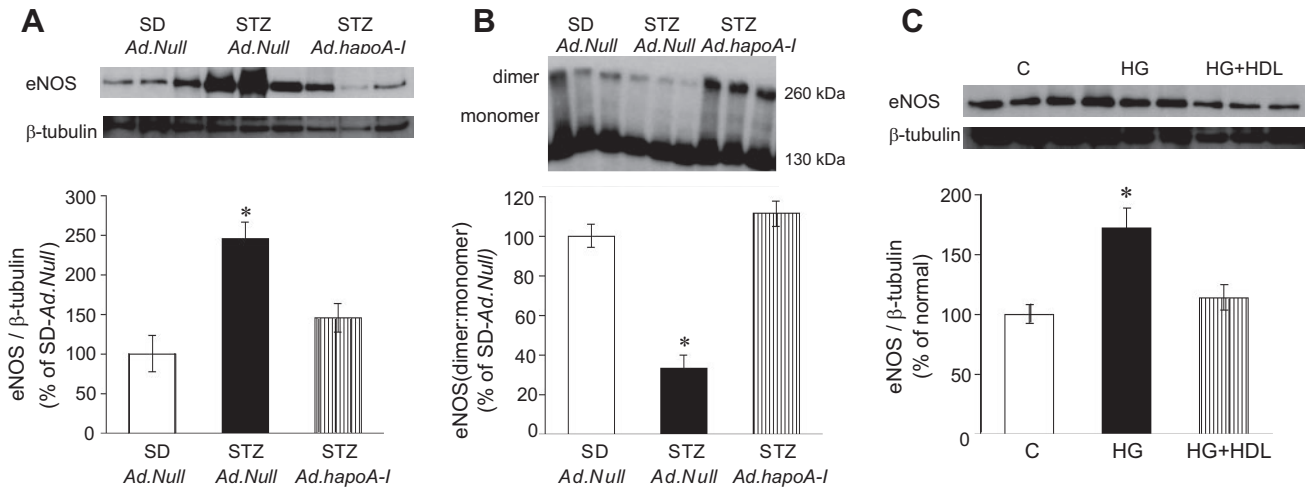 A
SD STZ STZ
Ad.Null Ad.Null Ad.hapoA-I
eNOS
β-tubulin
300
250
200
150
100
50
0
eNOS / β-tubulin
(% of SD-Ad.Null)
SD STZ STZ
Ad.Null Ad.Null Ad.hapoA-I
*
B
SD STZ STZ
Ad.Null Ad.Null Ad.hapoA-I
dimer
260 kDa
monomer
130 kDa
120
100
80
60
40
20
0
eNOS(dimer:monomer)
(% of SD-Ad.Null)
*
SD STZ STZ
Ad.Null Ad.Null Ad.hapoA-I
C
C HG HG+HDL
eNOS
β-tubulin
200
150
100
50
0
eNOS / β-tubulin
(% of normal)
*
C HG HG+HDL